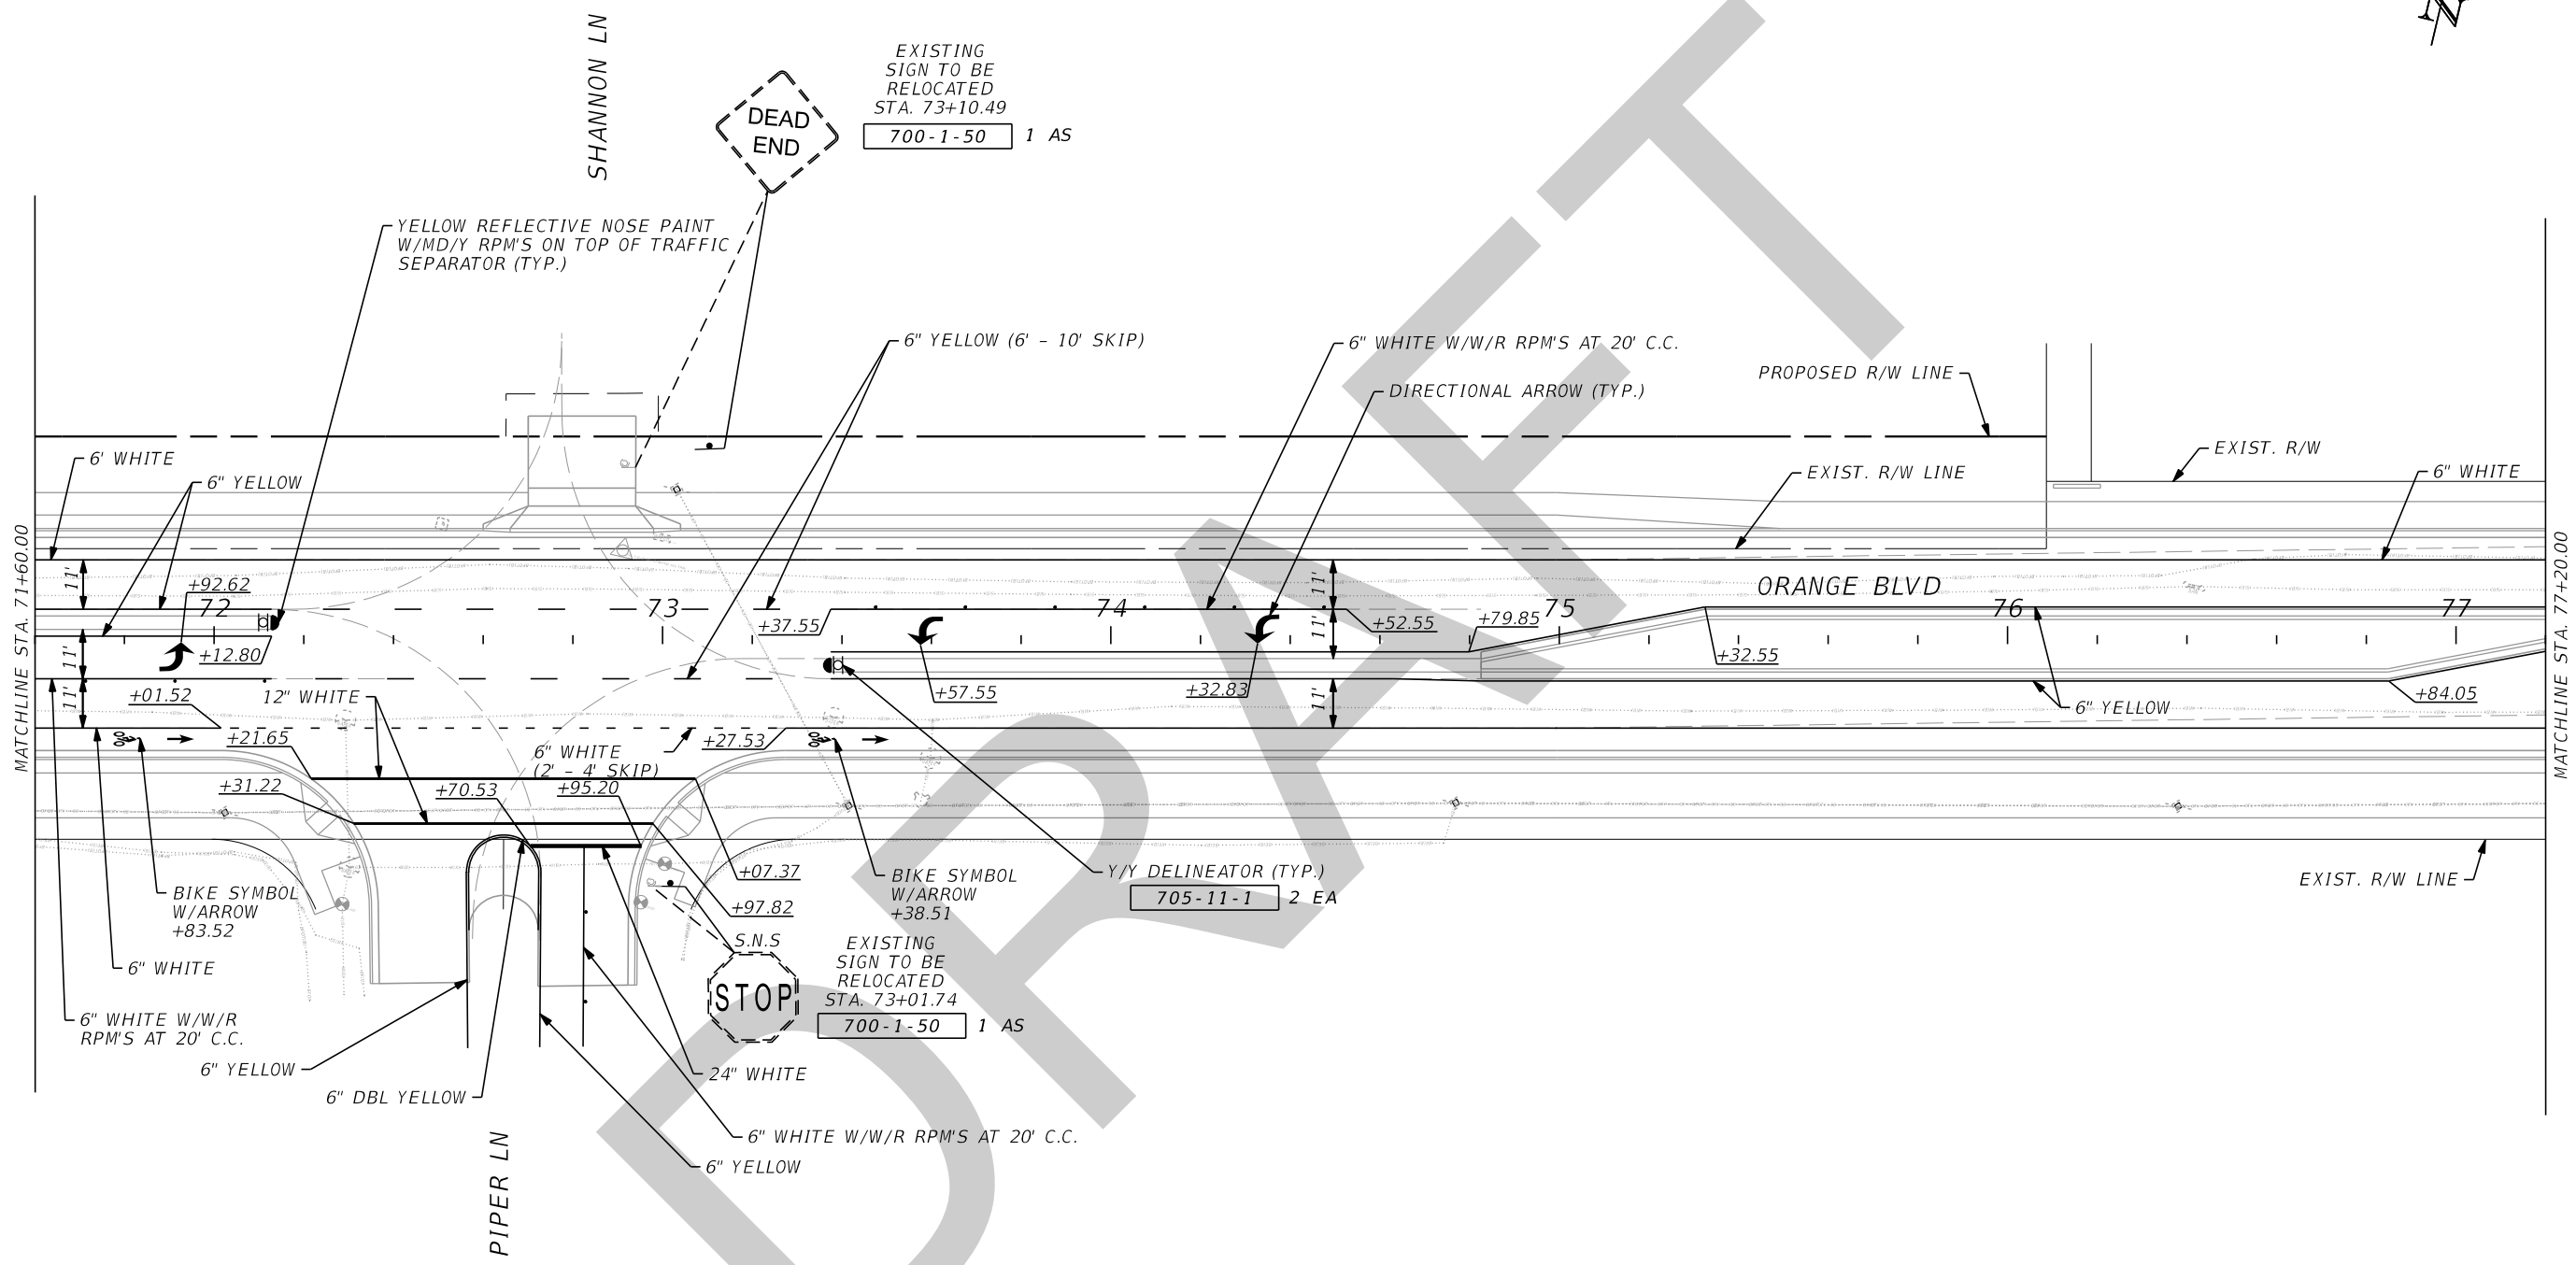 SHANNON LN
DEAD
END
EXISTING
SIGN TO BE
RELOCATED
STA. 73+10.49
700-1-50 1 AS
N
YELLOW REFLECTIVE NOSE PAINT
W/MD/Y RPM'S ON TOP OF TRAFFIC
SEPARATOR (TYP.)
6" YELLOW (6' - 10' SKIP)
6" WHITE W/W/R RPM'S AT 20' C.C.
DIRECTIONAL ARROW (TYP.)
PROPOSED R/W LINE
EXIST. R/W
EXIST. R/W LINE
6" WHITE
6' WHITE
6" YELLOW
MATCHLINE STA. 71+60.00
MATCHLINE STA. 77+20.00
ORANGE BLVD
11'
11'
11'
11'
11'
11'
72
73
74
75
76
77
+92.62
+12.80
+01.52
+21.65
+31.22
12" WHITE
+70.53
+95.20
6" WHITE
(2' - 4' SKIP)
+27.53
+37.55
+57.55
+32.83
+52.55
+79.85
+32.55
6" YELLOW
+84.05
+07.37
+97.82
BIKE SYMBOL
W/ARROW
+83.52
BIKE SYMBOL
W/ARROW
+38.51
Y/Y DELINEATOR (TYP.)
705-11-1 2 EA
EXIST. R/W LINE
6" WHITE
6" WHITE W/W/R
RPM'S AT 20' C.C.
6" YELLOW
6" DBL YELLOW
S.N.S
STOP
EXISTING
SIGN TO BE
RELOCATED
STA. 73+01.74
700-1-50 1 AS
24" WHITE
6" WHITE W/W/R RPM'S AT 20' C.C.
6" YELLOW
PIPER LN
DRAFT